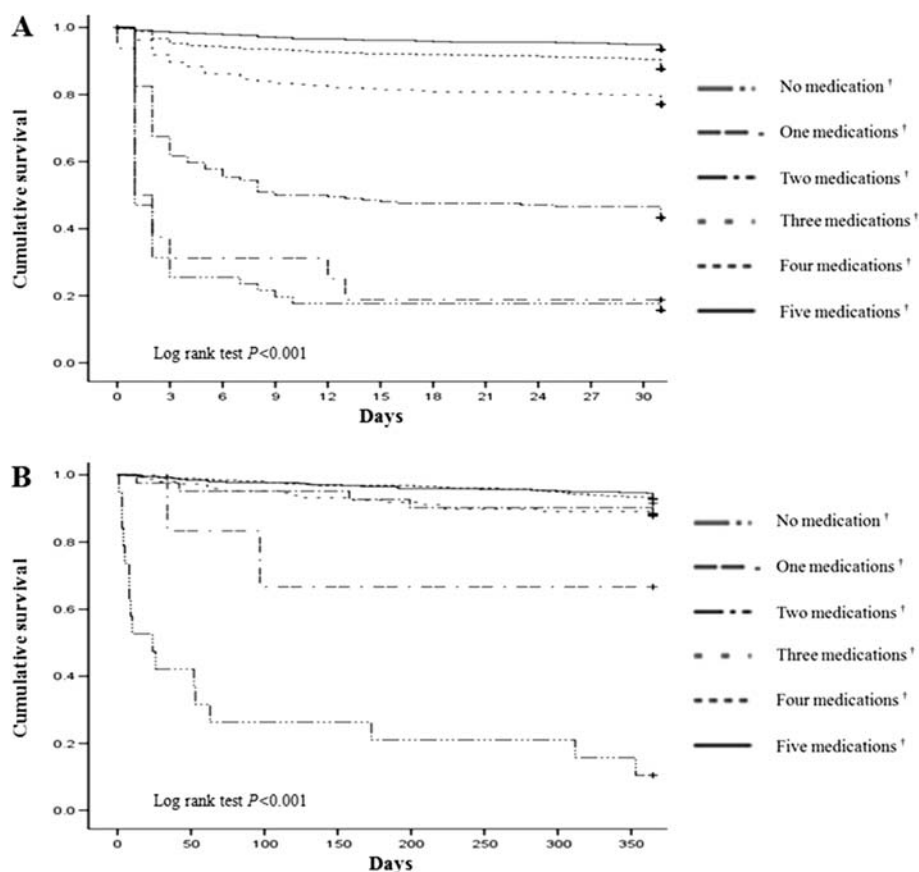 A
1.0
0.8
0.6
0.4
0.2
0.0
Cumulative survival
Log rank test P<0.001
0 3 6 9 12 15 18 21 24 27 30
Days
No medication †
One medications †
Two medications †
Three medications †
Four medications †
Five medications †
B
1.0
0.8
0.6
0.4
0.2
0.0
Cumulative survival
Log rank test P<0.001
0 50 100 150 200 250 300 350
Days
No medication †
One medications †
Two medications †
Three medications †
Four medications †
Five medications †